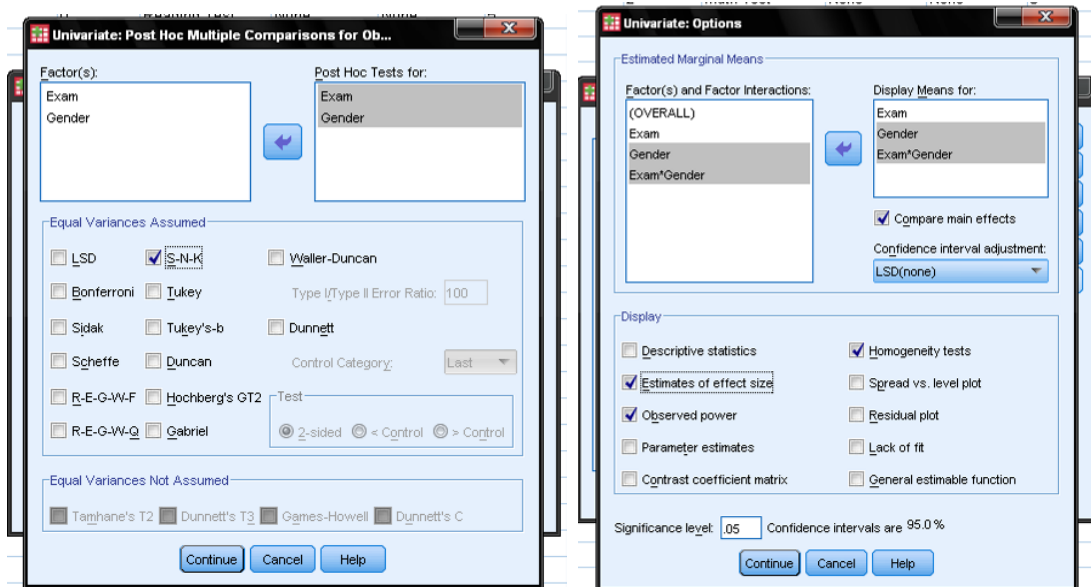 Univariate: Post Hoc Multiple Comparisons for Ob...
Factor(s):
Exam
Gender
Post Hoc Tests for:
Exam
Gender
Equal Variances Assumed
LSD
S-N-K
Waller-Duncan
Bonferroni
Tukey
Type I/Type II Error Ratio: 100
Sidak
Tukey's-b
Dunnett
Scheffe
Duncan
Control Category: Last
R-E-G-W-F
Hochberg's GT2
Test
R-E-G-W-Q
Gabriel
2-sided
< Control
> Control
Equal Variances Not Assumed
Tamhane's T2
Dunnett's T3
Games-Howell
Dunnett's C
Continue
Cancel
Help
Univariate: Options
Estimated Marginal Means
Factor(s) and Factor Interactions:
(OVERALL)
Exam
Gender
Exam*Gender
Display Means for:
Exam
Gender
Exam*Gender
Compare main effects
Confidence interval adjustment:
LSD(none)
Display
Descriptive statistics
Homogeneity tests
Estimates of effect size
Spread vs. level plot
Observed power
Residual plot
Parameter estimates
Lack of fit
Contrast coefficient matrix
General estimable function
Significance level: .05 Confidence intervals are 95.0 %
Continue
Cancel
Help